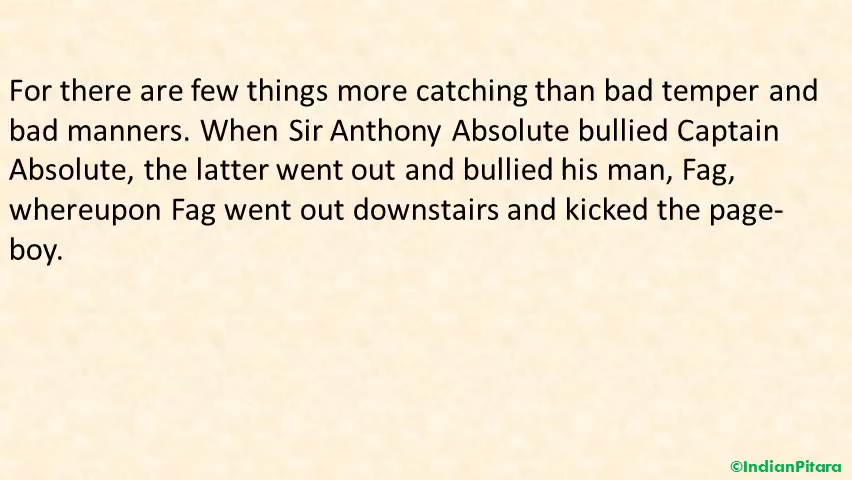 For there are few things more catching than bad temper and
bad manners. When Sir Anthony Absolute bullied Captain
Absolute, the latter went out and bullied his man, Fag,
whereupon Fag went out downstairs and kicked the page-
boy.
©IndianPitara